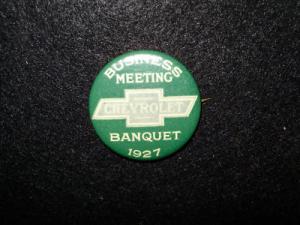 BUSINESS
MEETING
CHEVROLET
BANQUET
1927